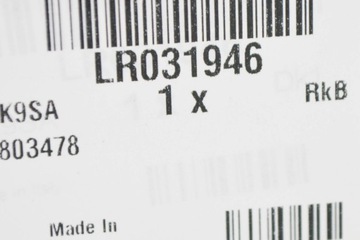 LR031946
1 x
RkB
K9SA
803478
Made In